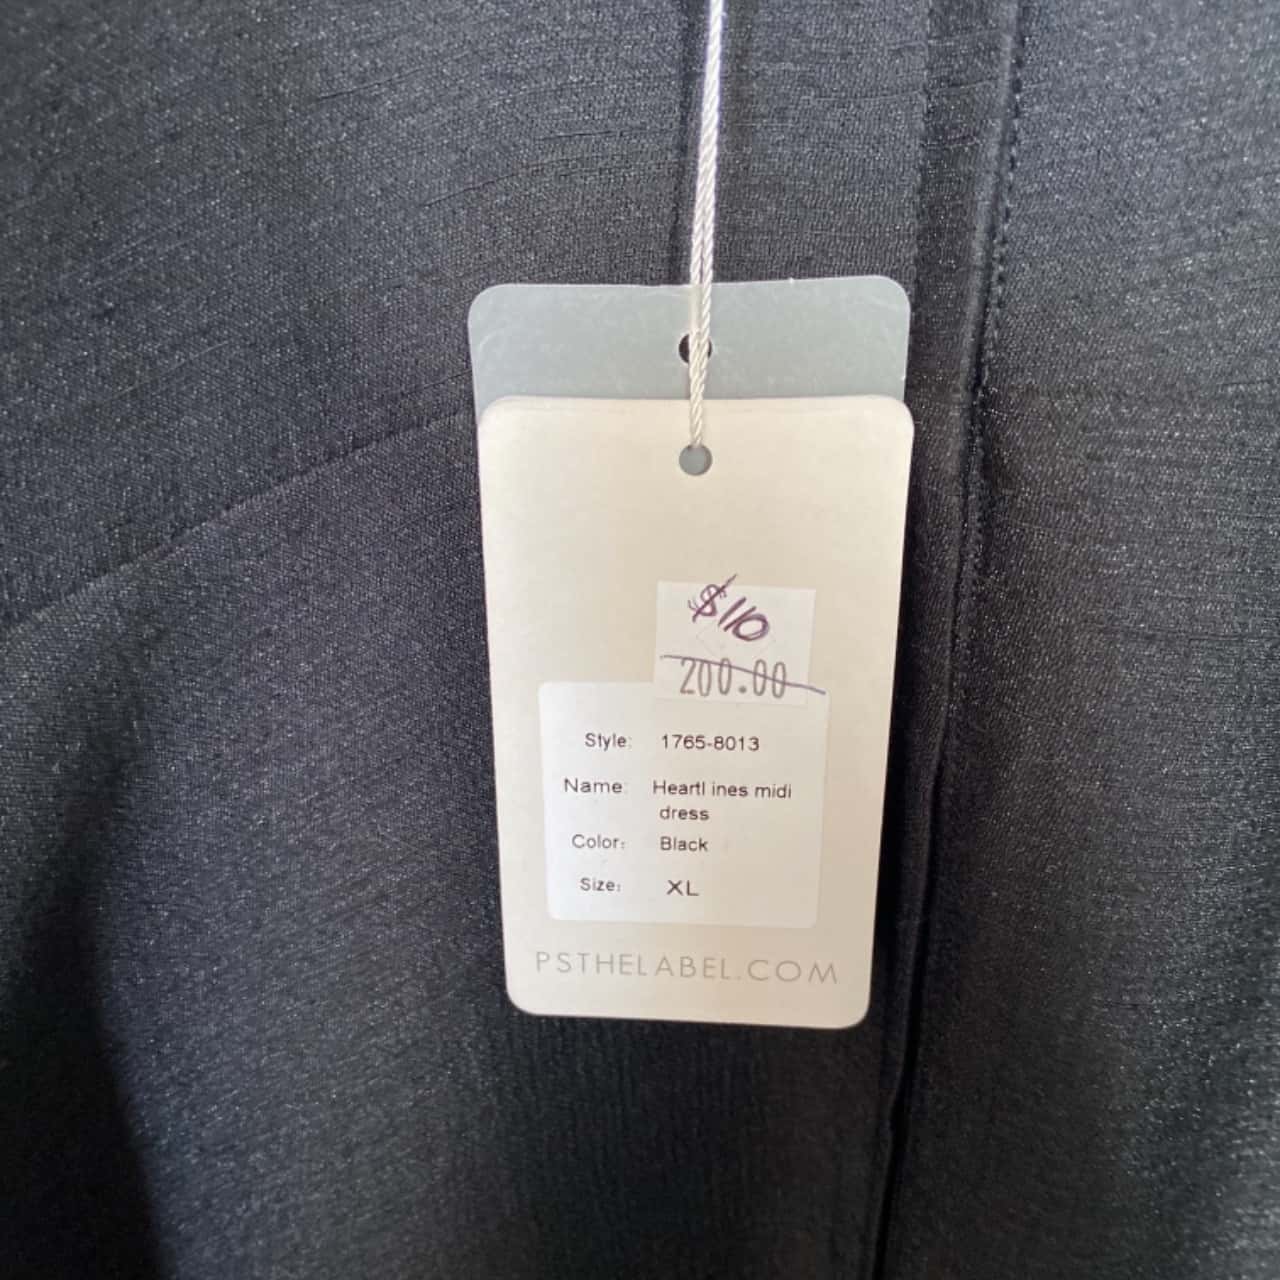 $110
200.00
Style: 1765-8013
Name: Heartl ines midi
dress
Color: Black
Size: XL
PSTHELABEL.COM